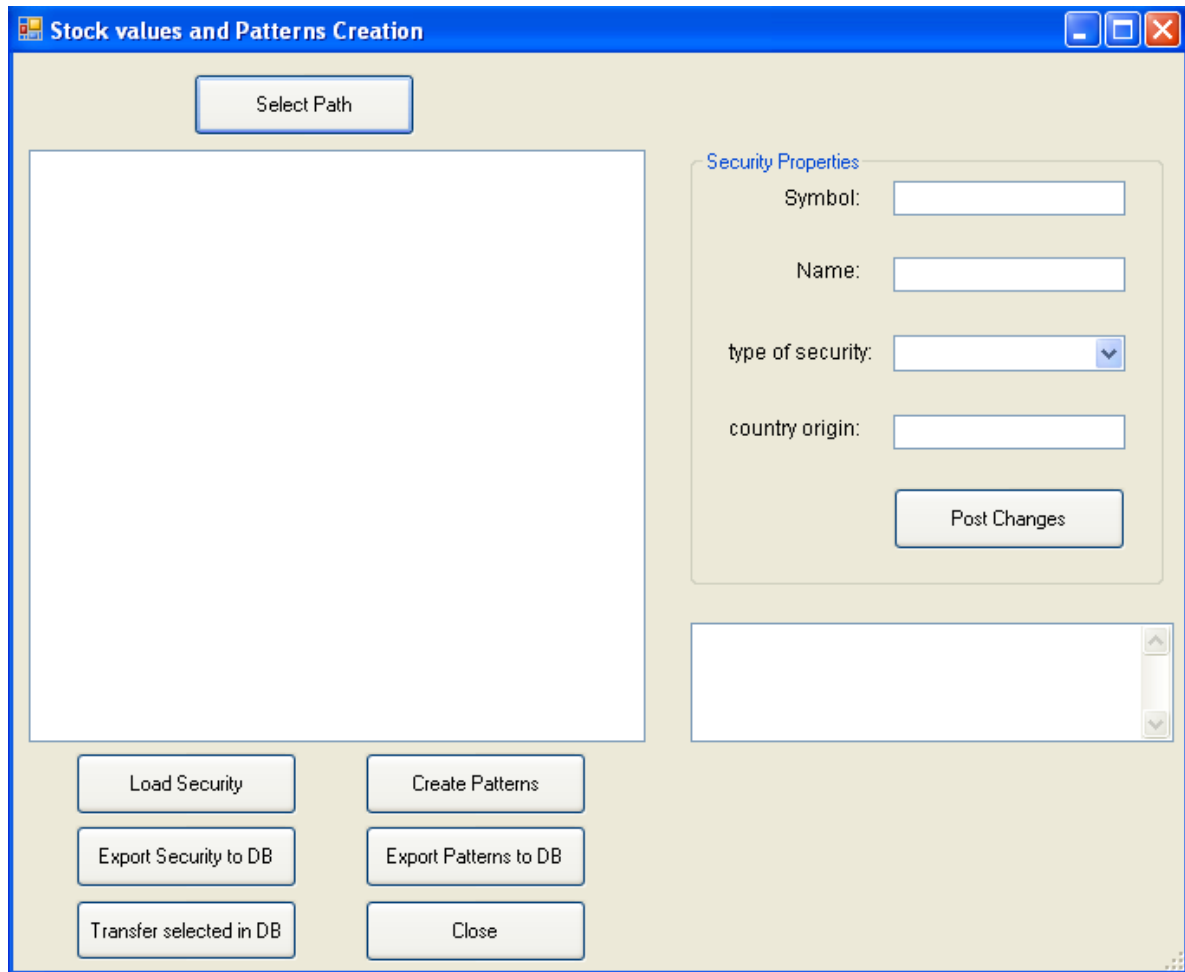 Stock values and Patterns Creation
Select Path
Security Properties
Symbol:
Name:
type of security:
country origin:
Post Changes
Load Security
Create Patterns
Export Security to DB
Export Patterns to DB
Transfer selected in DB
Close